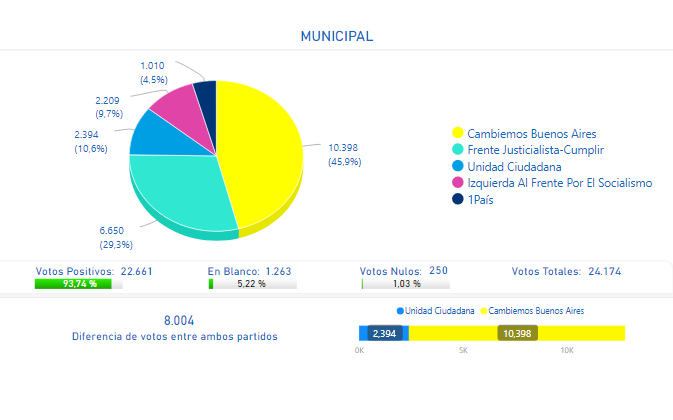 MUNICIPAL
1.010
(4,5%)
2.209
(9,7%)
2.394
(10,6%)
10.398
(45,9%)
6.650
(29,3%)
Cambiemos Buenos Aires
Frente Justicialista-Cumplir
Unidad Ciudadana
Izquierda Al Frente Por El Socialismo
1País
Votos Positivos: 22.661
93,74 %
En Blanco: 1.263
5,22 %
Votos Nulos: 250
1,03 %
Votos Totales: 24.174
8.004
Diferencia de votos entre ambos partidos
Unidad Ciudadana Cambiemos Buenos Aires
2,394 10,398
0K 5K 10K